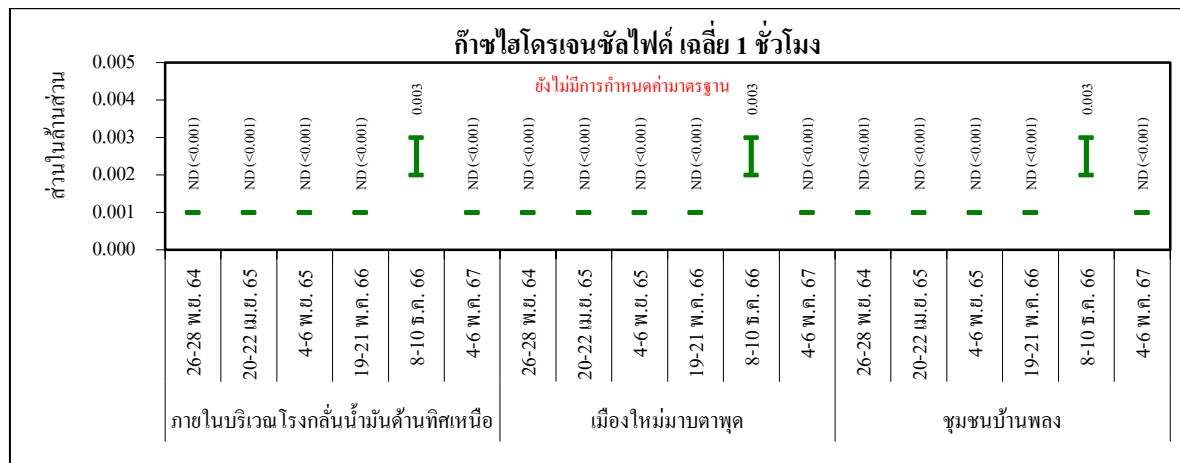 ก๊าซไฮโดรเจนซัลไฟด์ เฉลี่ย 1 ชั่วโมง
ยังไม่มีการกำหนดค่ามาตรฐาน
ส่วนในล้านส่วน
0.005
0.004
0.003
0.002
0.001
0.000
ND (<0.001)
ND (<0.001)
ND (<0.001)
ND (<0.001)
0.003
ND (<0.001)
ND (<0.001)
ND (<0.001)
ND (<0.001)
ND (<0.001)
0.003
ND (<0.001)
ND (<0.001)
ND (<0.001)
ND (<0.001)
ND (<0.001)
0.003
ND (<0.001)
26-28 พ.ย. 64
20-22 เม.ย. 65
4-6 พ.ย. 65
19-21 พ.ค. 66
8-10 ธ.ค. 66
4-6 พ.ค. 67
26-28 พ.ย. 64
20-22 เม.ย. 65
4-6 พ.ย. 65
19-21 พ.ค. 66
8-10 ธ.ค. 66
4-6 พ.ค. 67
26-28 พ.ย. 64
20-22 เม.ย. 65
4-6 พ.ย. 65
19-21 พ.ค. 66
8-10 ธ.ค. 66
4-6 พ.ค. 67
ภายในบริเวณโรงกลั่นน้ำมันด้านทิศเหนือ
เมืองใหม่มาบตาพุด
ชุมชนบ้านพลง